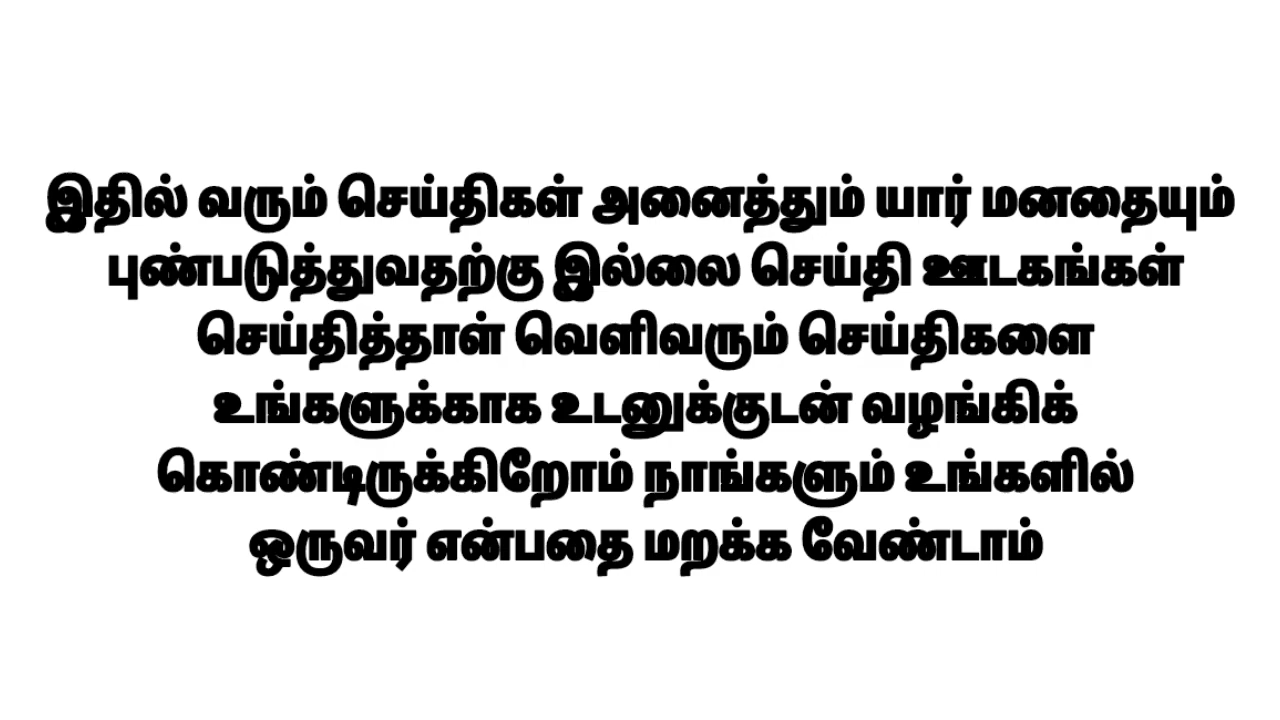 இதில் வரும் செய்திகள் அனைத்தும் யார் மனதையும்
புண்படுத்துவதற்கு இல்லை செய்தி ஊடகங்கள்
செய்தித்தாள் வெளிவரும் செய்திகளை
உங்களுக்காக உடனுக்குடன் வழங்கிக்
கொண்டிருக்கிறோம் நாங்களும் உங்களில்
ஒருவர் என்பதை மறக்க வேண்டாம்